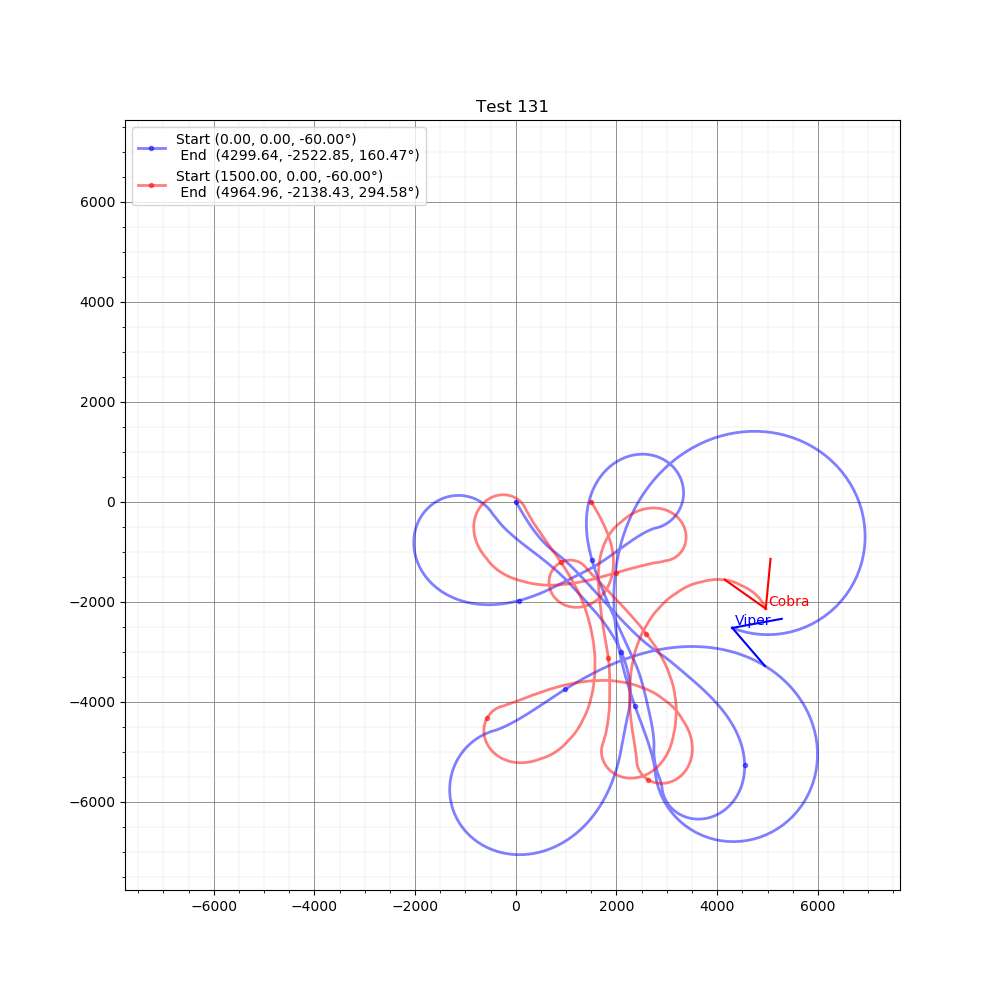 Test 131
Start (0.00, 0.00, -60.00°)
End  (4299.64, -2522.85, 160.47°)
Start (1500.00, 0.00, -60.00°)
End  (4964.96, -2138.43, 294.58°)
6000
4000
2000
0
−2000
−4000
−6000
Cobra
Viper
−6000 −4000 −2000 0 2000 4000 6000